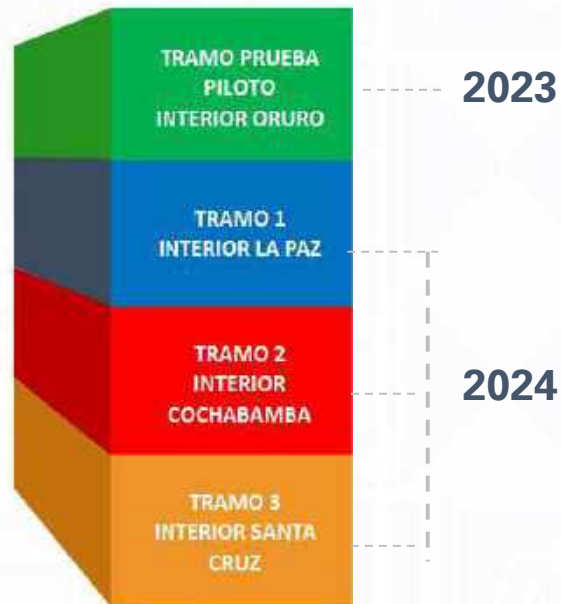 TRAMO PRUEBA
PILOTO
INTERIOR ORURO
2023
TRAMO 1
INTERIOR LA PAZ
TRAMO 2
INTERIOR
COCHABAMBA
2024
TRAMO 3
INTERIOR SANTA
CRUZ